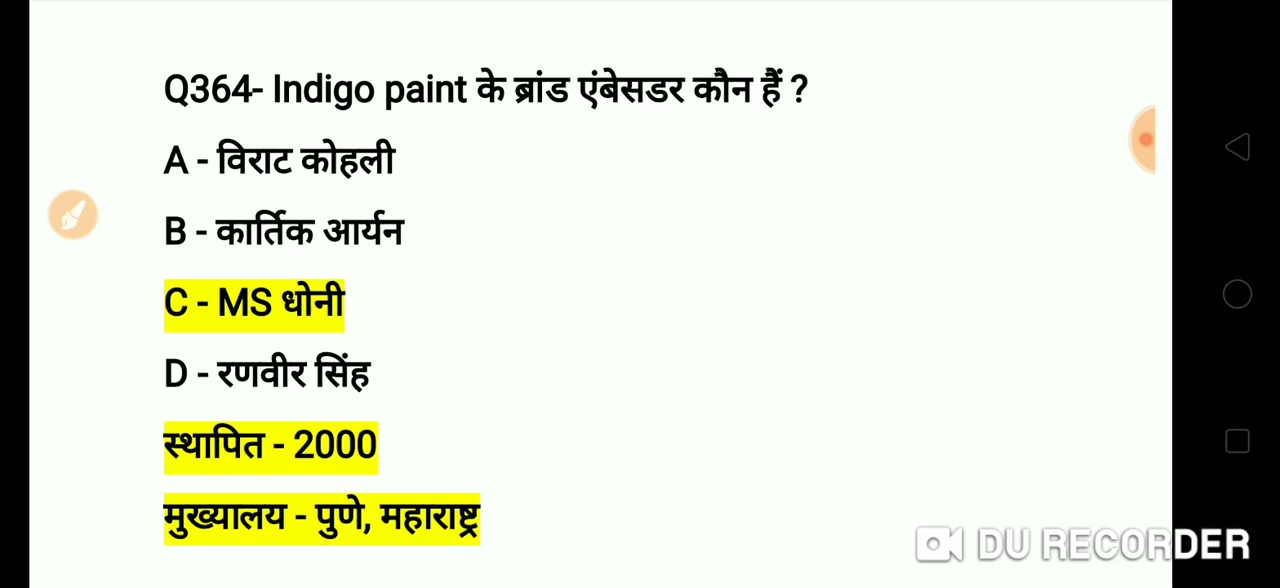 Q364- Indigo paint के ब्रांड एंबेसडर कौन हैं ?
A - विराट कोहली
B - कार्तिक आर्यन
C - MS धोनी
D - रणवीर सिंह
स्थापित - 2000
मुख्यालय - पुणे, महाराष्ट्र
DU RECORDER